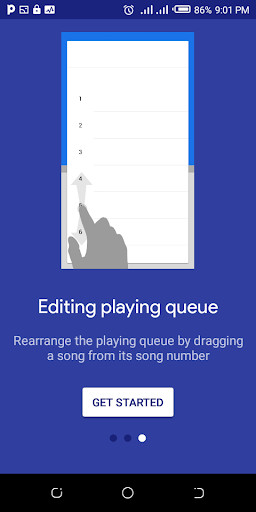 86% 9:01 PM
1
2
3
4
5
6
Editing playing queue
Rearrange the playing queue by dragging
a song from its song number
GET STARTED